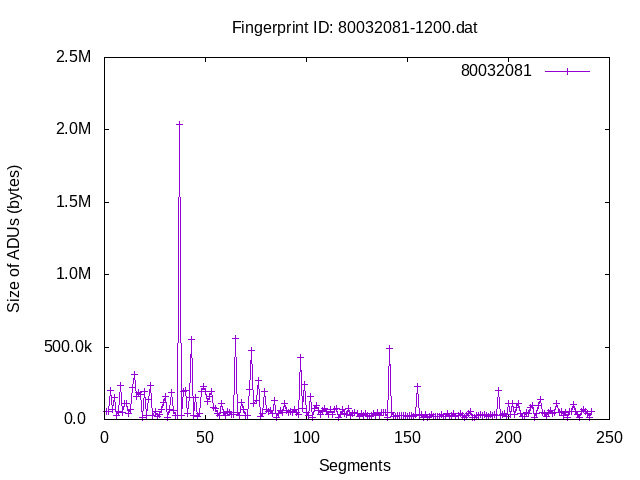 Fingerprint ID: 80032081-1200.dat
80032081
Size of ADUs (bytes)
2.5M
2.0M
1.5M
1.0M
500.0k
0.0
0 50 100 150 200 250
Segments